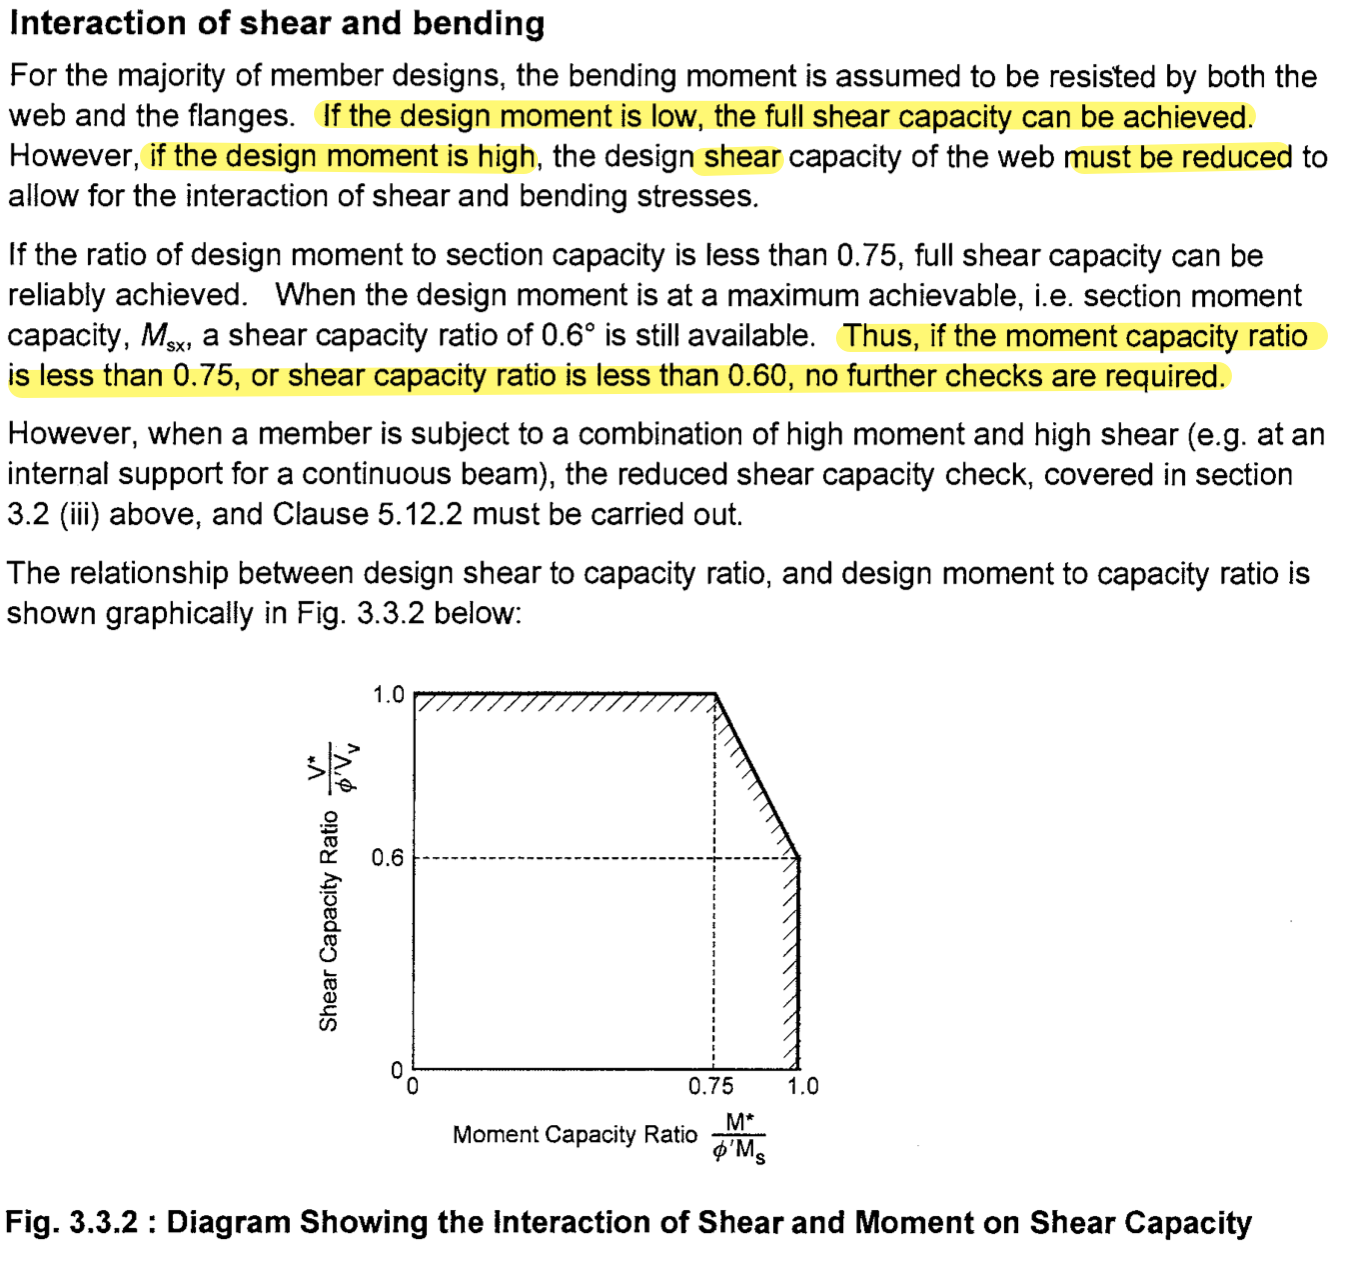 Interaction of shear and bending
For the majority of member designs, the bending moment is assumed to be resisted by both the
web and the flanges. If the design moment is low, the full shear capacity can be achieved.
However, if the design moment is high, the design shear capacity of the web must be reduced to
allow for the interaction of shear and bending stresses.
If the ratio of design moment to section capacity is less than 0.75, full shear capacity can be
reliably achieved. When the design moment is at a maximum achievable, i.e. section moment
capacity, Msx, a shear capacity ratio of 0.6° is still available. Thus, if the moment capacity ratio
is less than 0.75, or shear capacity ratio is less than 0.60, no further checks are required.
However, when a member is subject to a combination of high moment and high shear (e.g. at an
internal support for a continuous beam), the reduced shear capacity check, covered in section
3.2 (iii) above, and Clause 5.12.2 must be carried out.
The relationship between design shear to capacity ratio, and design moment to capacity ratio is
shown graphically in Fig. 3.3.2 below:
Shear Capacity Ratio V*/ϕ'Vv
1.0
0.6
0
0
0.75
1.0
Moment Capacity Ratio M*/ϕ'Ms
Fig. 3.3.2 : Diagram Showing the Interaction of Shear and Moment on Shear Capacity